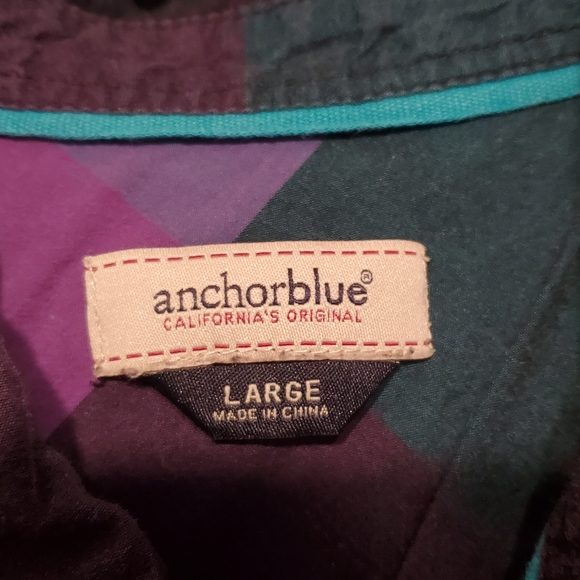 anchorblue®
CALIFORNIA'S ORIGINAL
LARGE
MADE IN CHINA